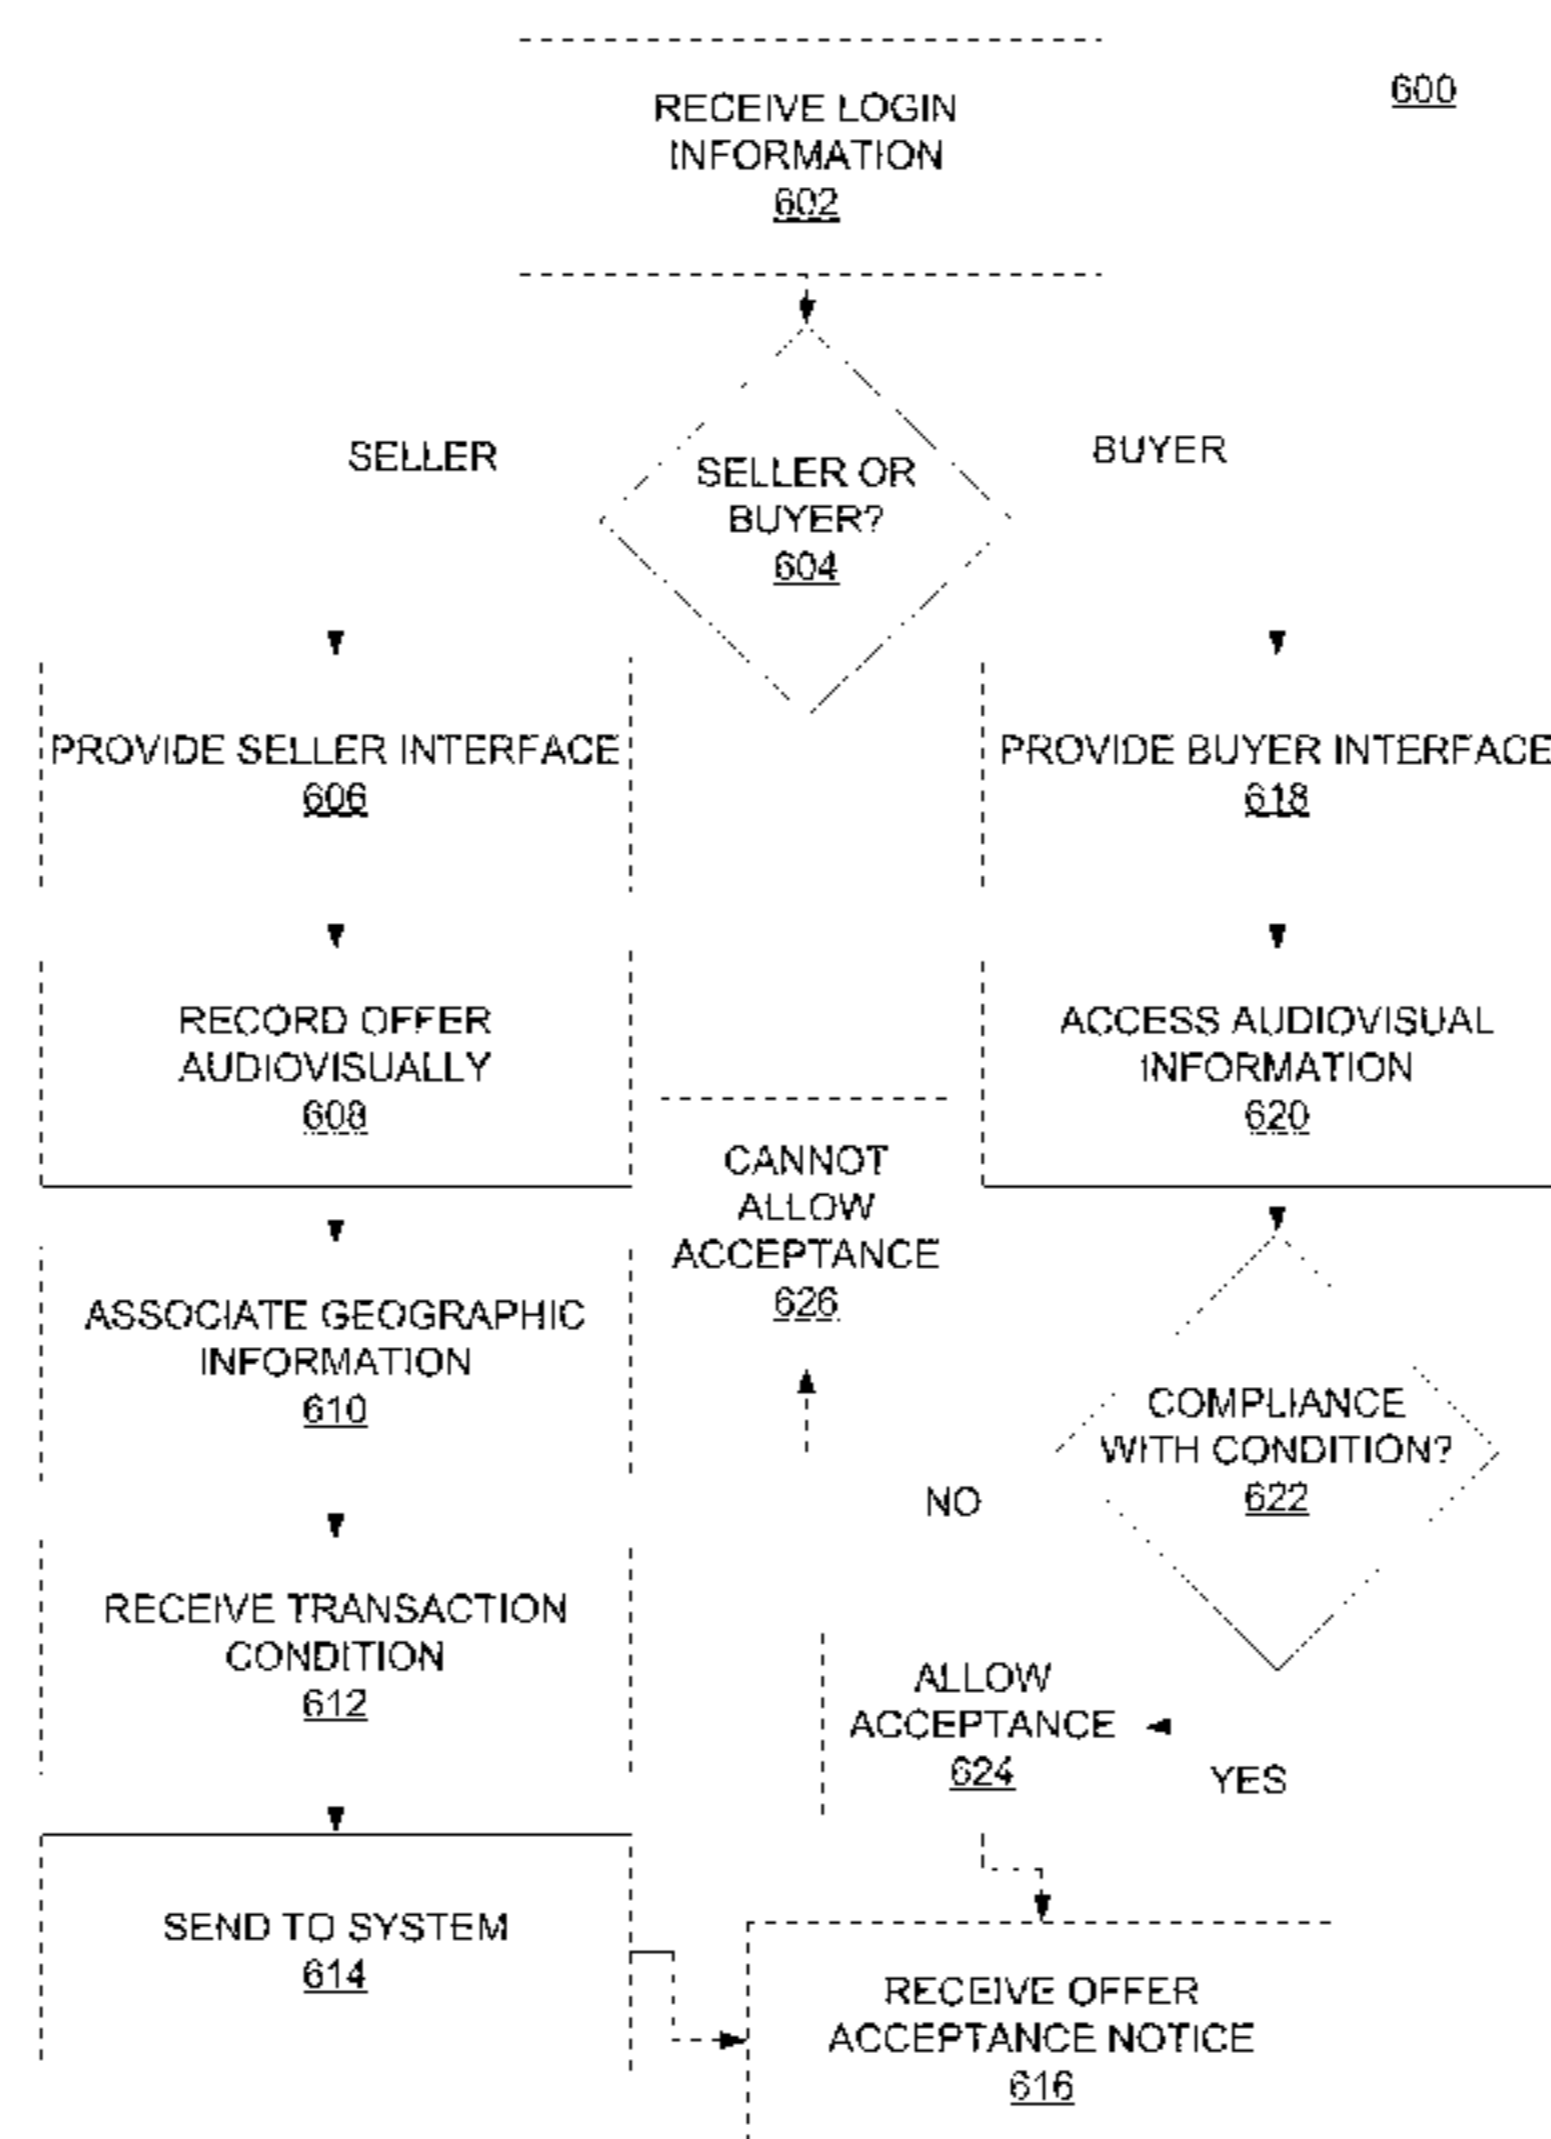 600
RECEIVE LOGIN
INFORMATION
602
SELLER
BUYER
SELLER OR
BUYER?
604
PROVIDE SELLER INTERFACE
606
PROVIDE BUYER INTERFACE
618
RECORD OFFER
AUDIOVISUALLY
608
ACCESS AUDIOVISUAL
INFORMATION
620
CANNOT
ALLOW
ACCEPTANCE
626
ASSOCIATE GEOGRAPHIC
INFORMATION
610
COMPLIANCE
WITH CONDITION?
622
NO
RECEIVE TRANSACTION
CONDITION
612
ALLOW
ACCEPTANCE
624
YES
SEND TO SYSTEM
614
RECEIVE OFFER
ACCEPTANCE NOTICE
616